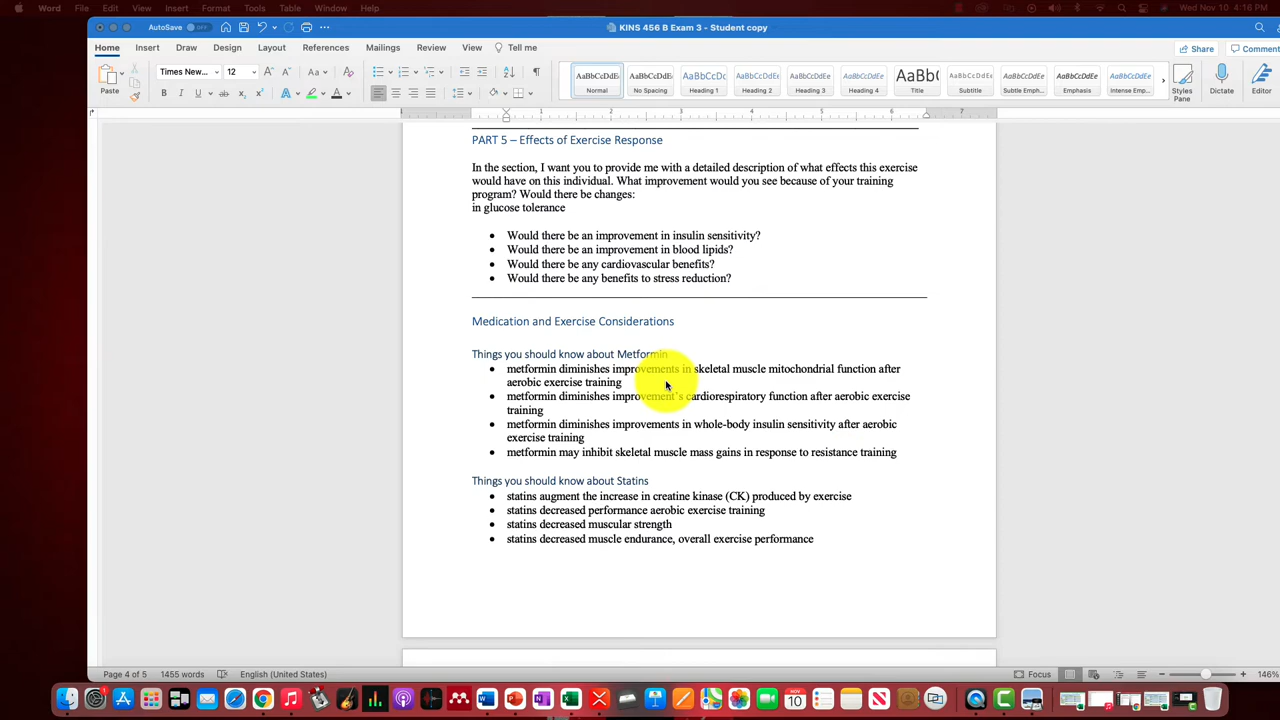 Word File Edit View Insert Format Tools Table Window Help Wed Nov 10 4:16 PM
AutoSave OFF KINS 456 B Exam 3 - Student copy
Home Insert Draw Design Layout References Mailings Review View Tell me Share Comment
Times New... 12
AaBbCcDdEe AaBbCcDdEe AaBbCcDc AaBbCcDdEe AaBbCcDdEe AaBbCcDdEe AaBb( AaBbCcDdEe AaBbCcDdEe AaBbCcDdEe AaBbCcDdEe
Paste Normal No Spacing Heading 1 Heading 2 Heading 3 Heading 4 Title Subtitle Subtle Emph... Emphasis Intense Emp... Styles Pane Dictate Editor
1 2 3 4 5 6 7
PART 5 – Effects of Exercise Response
In the section, I want you to provide me with a detailed description of what effects this exercise
would have on this individual. What improvement would you see because of your training
program? Would there be changes:
in glucose tolerance
• Would there be an improvement in insulin sensitivity?
• Would there be an improvement in blood lipids?
• Would there be any cardiovascular benefits?
• Would there be any benefits to stress reduction?
Medication and Exercise Considerations
Things you should know about Metformin
• metformin diminishes improvements in skeletal muscle mitochondrial function after
aerobic exercise training
• metformin diminishes improvement's cardiorespiratory function after aerobic exercise
training
• metformin diminishes improvements in whole-body insulin sensitivity after aerobic
exercise training
• metformin may inhibit skeletal muscle mass gains in response to resistance training
Things you should know about Statins
• statins augment the increase in creatine kinase (CK) produced by exercise
• statins decreased performance aerobic exercise training
• statins decreased muscular strength
• statins decreased muscle endurance, overall exercise performance
Page 4 of 5 1455 words English (United States) Focus 146%
NOV
10